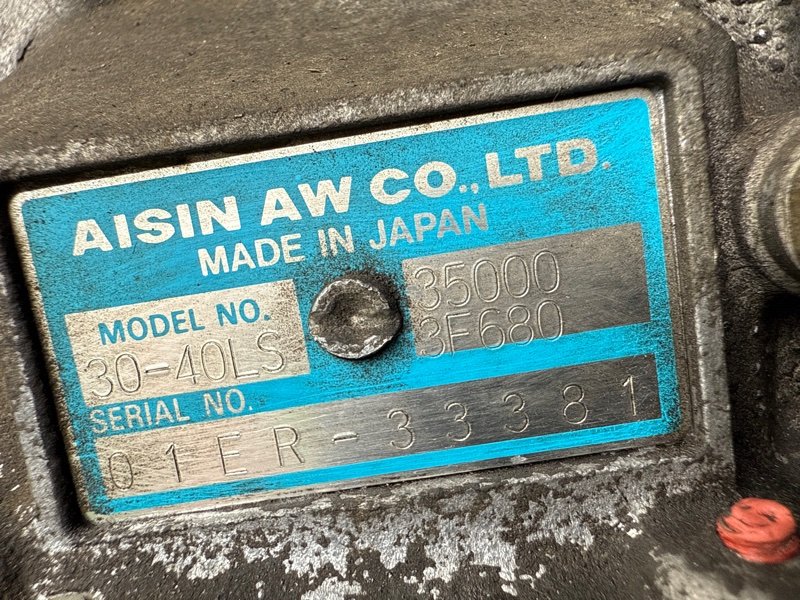 AISIN AW CO., LTD.
MADE IN JAPAN
MODEL NO.
30-40LS
35000
3F680
SERIAL NO.
01ER-33381